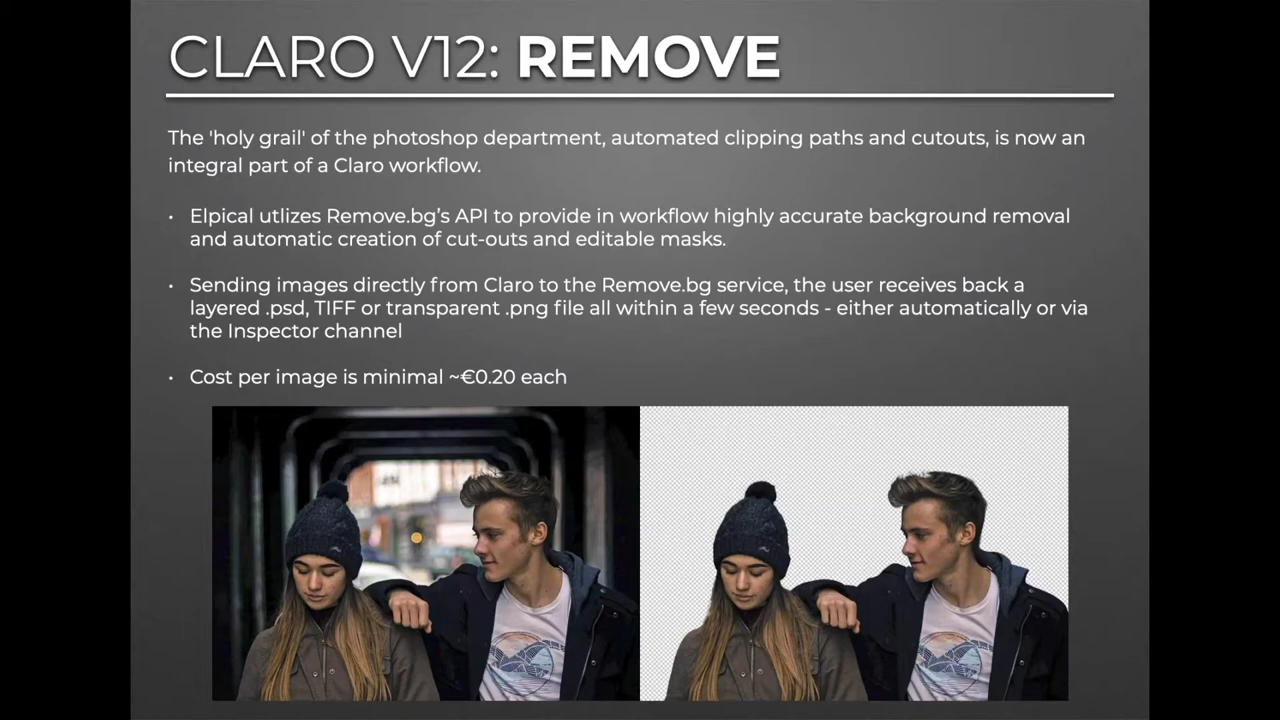 CLARO V12: REMOVE
The 'holy grail' of the photoshop department, automated clipping paths and cutouts, is now an
integral part of a Claro workflow.
• Elpical utlizes Remove.bg’s API to provide in workflow highly accurate background removal
and automatic creation of cut-outs and editable masks.
• Sending images directly from Claro to the Remove.bg service, the user receives back a
layered .psd, TIFF or transparent .png file all within a few seconds - either automatically or via
the Inspector channel
• Cost per image is minimal ~€0.20 each